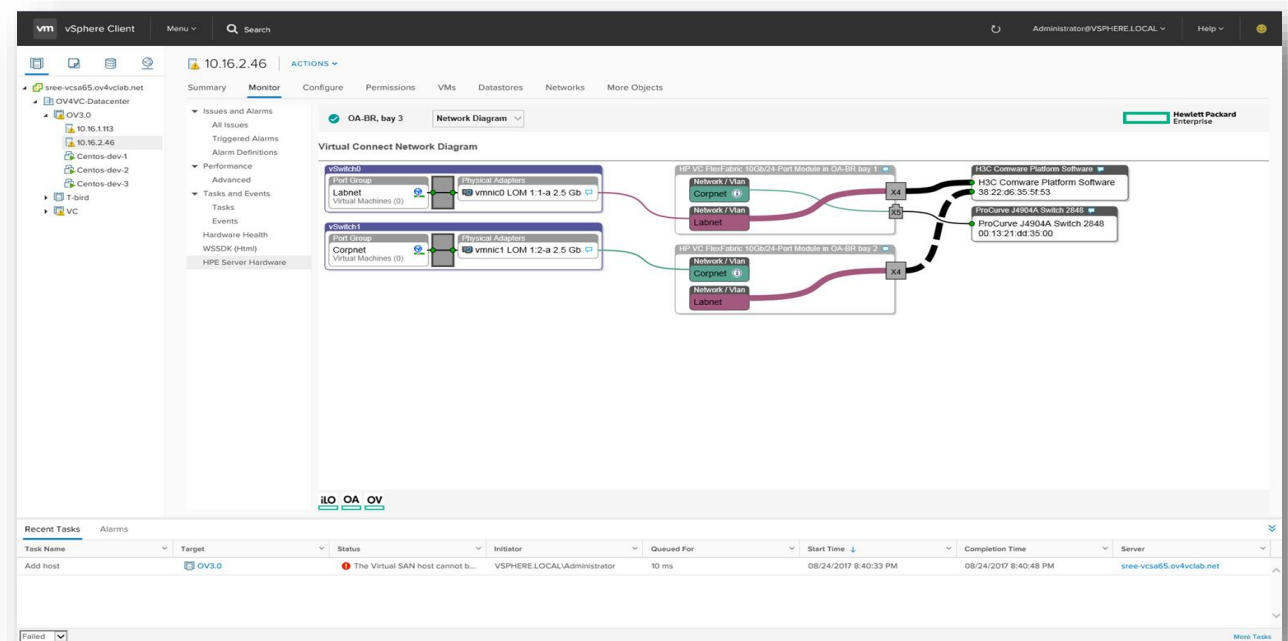 vm vSphere Client Menu Search Administrator@VSPHERE.LOCAL Help
sree-vcsa65.ov4vclab.net
OV4VC-Datacenter
OV3.0
10.16.1.113
10.16.2.46
Centos-dev-1
Centos-dev-2
Centos-dev-3
T-bird
VC
10.16.2.46 ACTIONS
Summary Monitor Configure Permissions VMs Datastores Networks More Objects
Issues and Alarms
All Issues
Triggered Alarms
Alarm Definitions
Performance
Advanced
Tasks and Events
Tasks
Events
Hardware Health
WSSDK (Html)
HPE Server Hardware
OA-BR, bay 3 Network Diagram
Hewlett Packard
Enterprise
Virtual Connect Network Diagram
vSwitch0
Port Group
Labnet
Virtual Machines (0)
Physical Adapters
vmnic0 LOM 1:1-a 2.5 Gb
vSwitch1
Port Group
Corpnet
Virtual Machines (0)
Physical Adapters
vmnic1 LOM 1:2-a 2.5 Gb
HP VC FlexFabric 10Gb/24-Port Module in OA-BR bay 1
Network / Vlan
Corpnet
Network / Vlan
Labnet
X4
X5
HP VC FlexFabric 10Gb/24-Port Module in OA-BR bay 2
Network / Vlan
Corpnet
Network / Vlan
Labnet
X4
H3C Comware Platform Software
H3C Comware Platform Software
38:22:d6:35:5f:53
ProCurve J4904A Switch 2848
ProCurve J4904A Switch 2848
00:13:21:dd:35:00
iLO OA OV
Recent Tasks Alarms
Task Name Target Status Initiator Queued For Start Time Completion Time Server
Add host OV3.0 The Virtual SAN host cannot b... VSPHERE.LOCAL\Administrator 10 ms 08/24/2017 8:40:33 PM 08/24/2017 8:40:48 PM sree-vcsa65.ov4vclab.net
Failed More Tasks